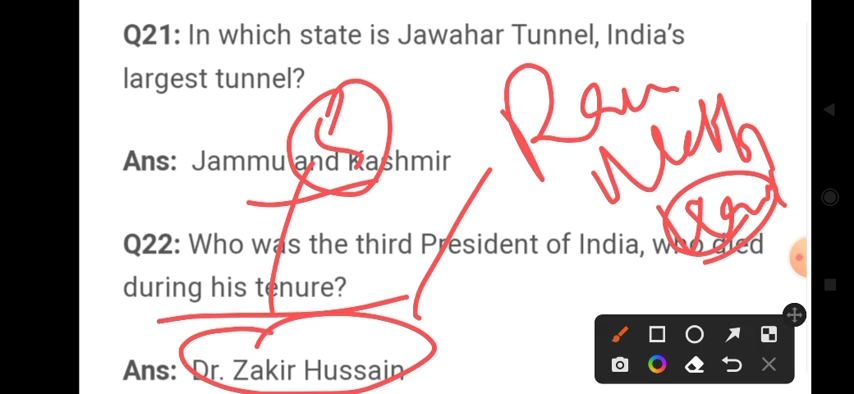 Q21: In which state is Jawahar Tunnel, India's
largest tunnel?
Ans: Jammu and Kashmir
Q22: Who was the third President of India, who died
during his tenure?
Ans: Dr. Zakir Hussain